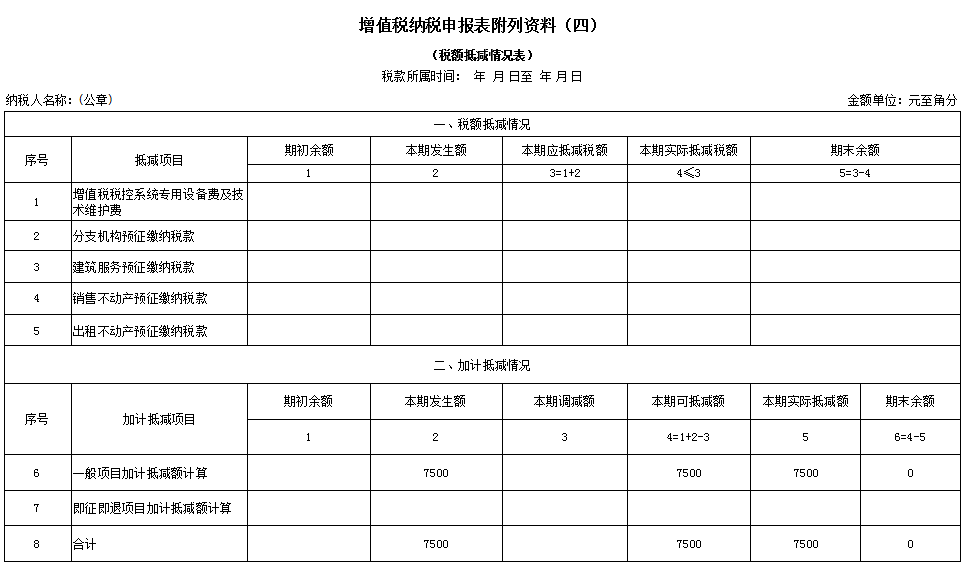 增值税纳税申报表附列资料（四）
（税额抵减情况表）
税款所属时间： 年 月 日至 年 月 日
纳税人名称：(公章) 金额单位：元至角分
一、税额抵减情况
序号 抵减项目 期初余额 本期发生额 本期应抵减税额 本期实际抵减税额 期末余额
1 2 3=1+2 4≤3 5=3-4
1 增值税税控系统专用设备费及技
术维护费
2 分支机构预征缴纳税款
3 建筑服务预征缴纳税款
4 销售不动产预征缴纳税款
5 出租不动产预征缴纳税款
二、加计抵减情况
序号 加计抵减项目 期初余额 本期发生额 本期调减额 本期可抵减额 本期实际抵减额 期末余额
1 2 3 4=1+2-3 5 6=4-5
6 一般项目加计抵减额计算 7500 7500 7500 0
7 即征即退项目加计抵减额计算
8 合计 7500 7500 7500 0